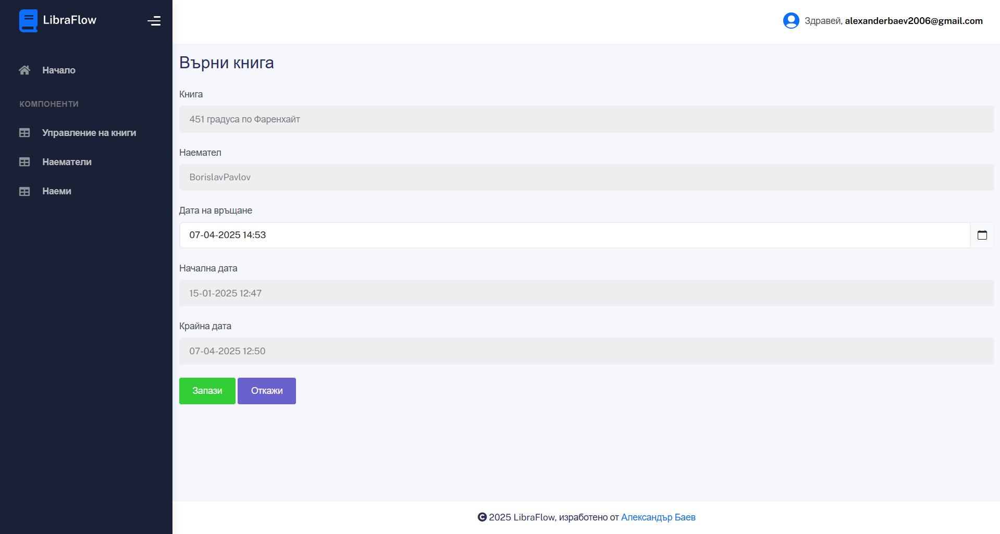 LibraFlow
Здравей, alexanderbaev2006@gmail.com
Начало
КОМПОНЕНТИ
Управление на книги
Наематели
Наеми
Върни книга
Книга
451 градуса по Фаренхайт
Наемател
BorislavPavlov
Дата на връщане
07-04-2025 14:53
Начална дата
15-01-2025 12:47
Крайна дата
07-04-2025 12:50
Запази Откажи
© 2025 LibraFlow, изработено от Александър Баев